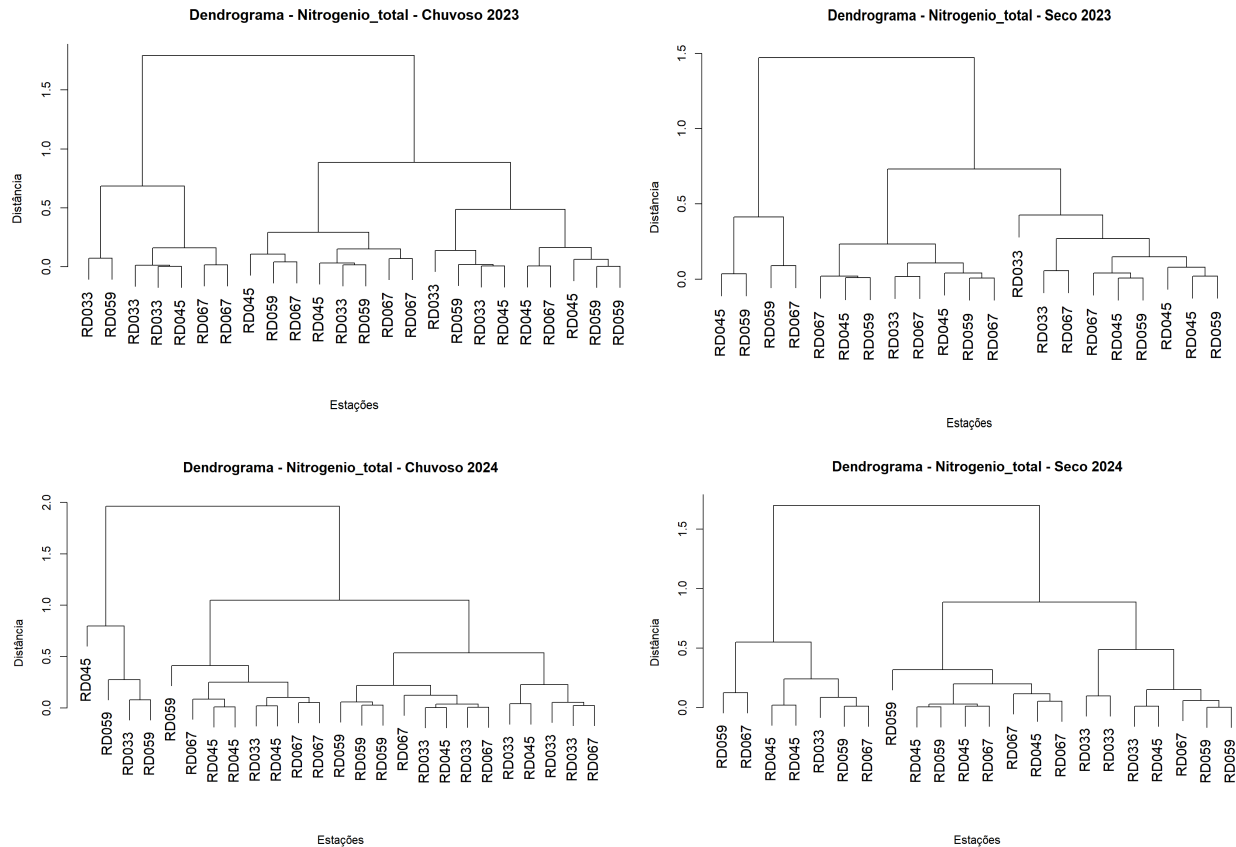 Dendrograma - Nitrogenio_total - Chuvoso 2023
Distância
1.5
1.0
0.5
0.0
RD033 RD059 RD033 RD033 RD045 RD067 RD067 RD045 RD059 RD067 RD045 RD033 RD059 RD067 RD067 RD033 RD059 RD033 RD045 RD045 RD067 RD045 RD059 RD059
Estações
Dendrograma - Nitrogenio_total - Seco 2023
Distância
1.5
1.0
0.5
0.0
RD045 RD059 RD059 RD067 RD067 RD045 RD059 RD033 RD067 RD045 RD059 RD067 RD033 RD033 RD067 RD067 RD045 RD059 RD045 RD045 RD059
Estações
Dendrograma - Nitrogenio_total - Chuvoso 2024
Distância
2.0
1.5
1.0
0.5
0.0
RD045 RD059 RD033 RD059 RD059 RD067 RD045 RD045 RD033 RD045 RD067 RD067 RD059 RD059 RD059 RD067 RD033 RD045 RD033 RD067 RD033 RD045 RD033 RD033 RD067
Estações
Dendrograma - Nitrogenio_total - Seco 2024
Distância
1.5
1.0
0.5
0.0
RD059 RD067 RD045 RD045 RD033 RD059 RD067 RD059 RD045 RD059 RD045 RD067 RD067 RD045 RD067 RD033 RD033 RD033 RD045 RD067 RD059 RD059
Estações